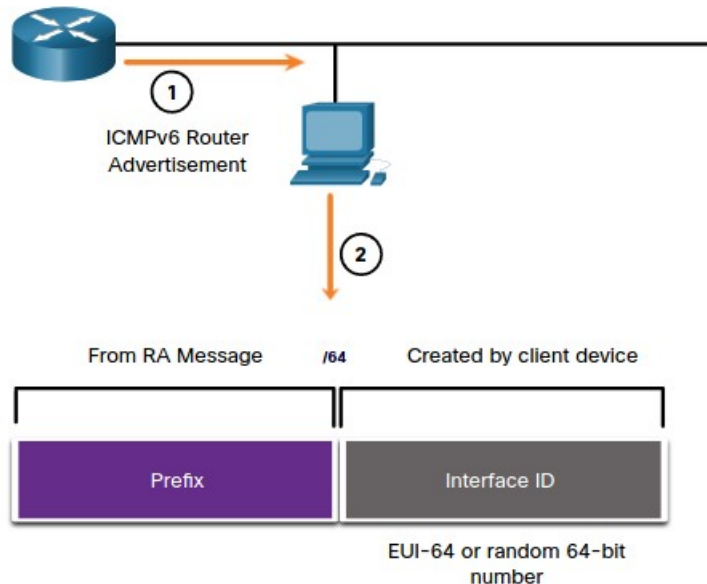 1
ICMPv6 Router
Advertisement
2
From RA Message /64 Created by client device
Prefix Interface ID
EUI-64 or random 64-bit
number